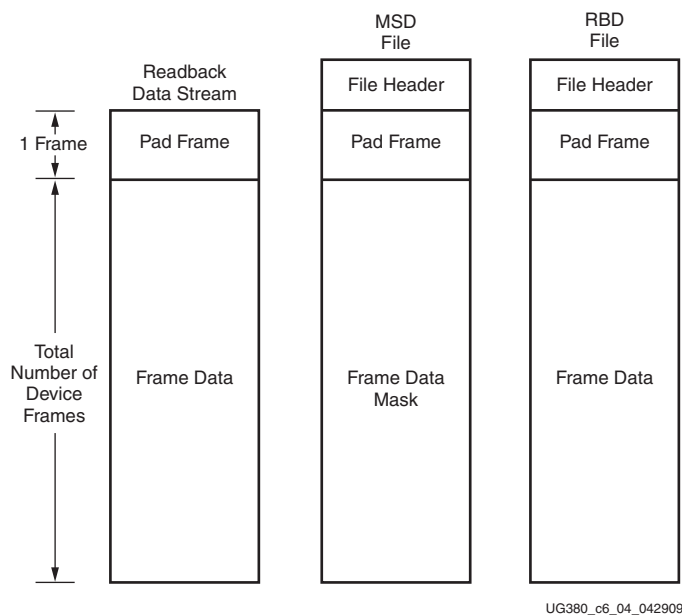 MSD
File
RBD
File
Readback
Data Stream
File Header
File Header
1 Frame
Pad Frame
Pad Frame
Pad Frame
Total
Number of
Device
Frames
Frame Data
Frame Data
Mask
Frame Data
UG380_c6_04_042909